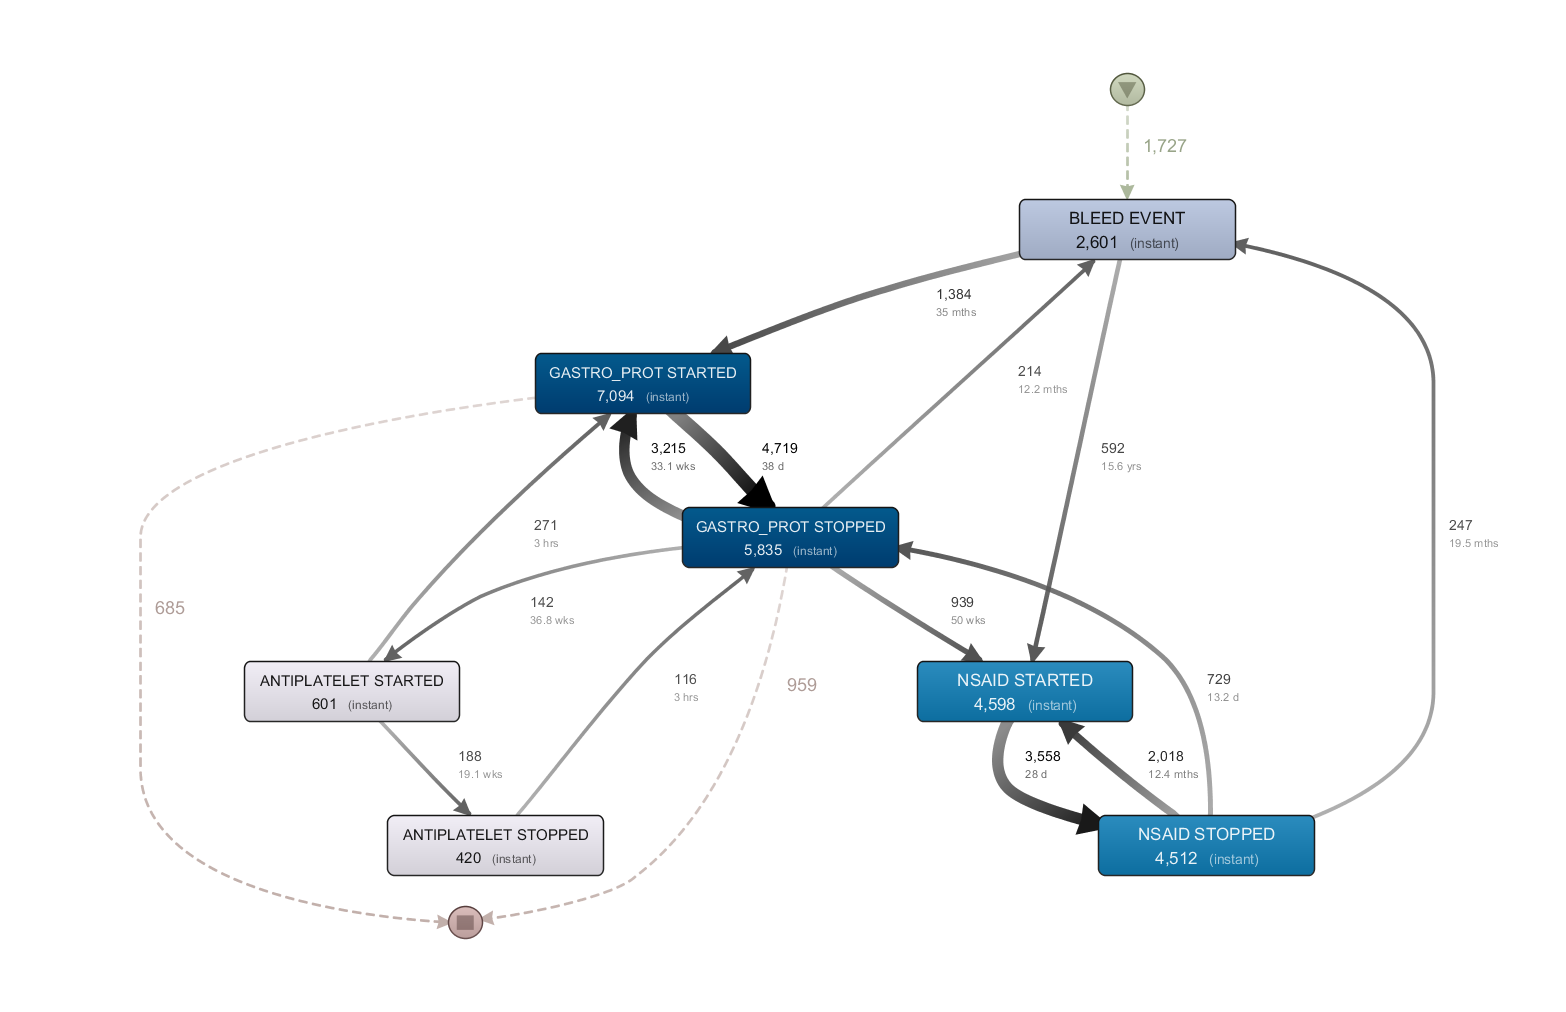 1,727
BLEED EVENT
2,601 (instant)
1,384
35 mths
GASTRO_PROT STARTED
7,094 (instant)
214
12.2 mths
3,215
33.1 wks
4,719
38 d
592
15.6 yrs
GASTRO_PROT STOPPED
5,835 (instant)
271
3 hrs
247
19.5 mths
142
36.8 wks
939
50 wks
685
ANTIPLATELET STARTED
601 (instant)
116
3 hrs
959
NSAID STARTED
4,598 (instant)
729
13.2 d
188
19.1 wks
3,558
28 d
2,018
12.4 mths
ANTIPLATELET STOPPED
420 (instant)
NSAID STOPPED
4,512 (instant)